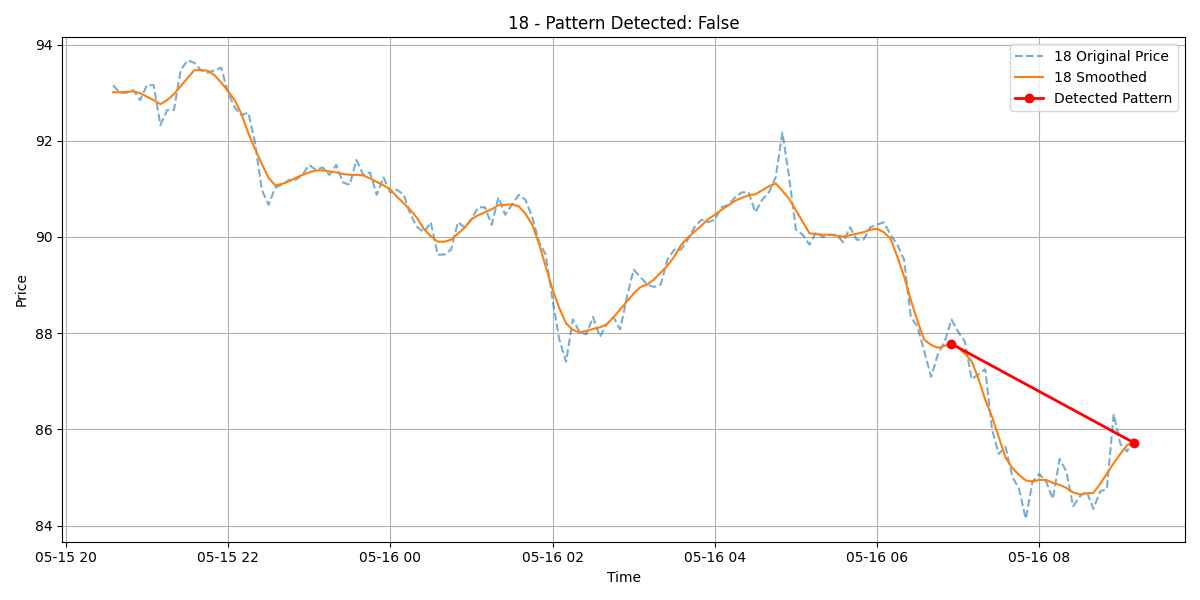 18 - Pattern Detected: False
18 Original Price
18 Smoothed
Detected Pattern
Price
94
92
90
88
86
84
05-15 20
05-15 22
05-16 00
05-16 02
05-16 04
05-16 06
05-16 08
Time